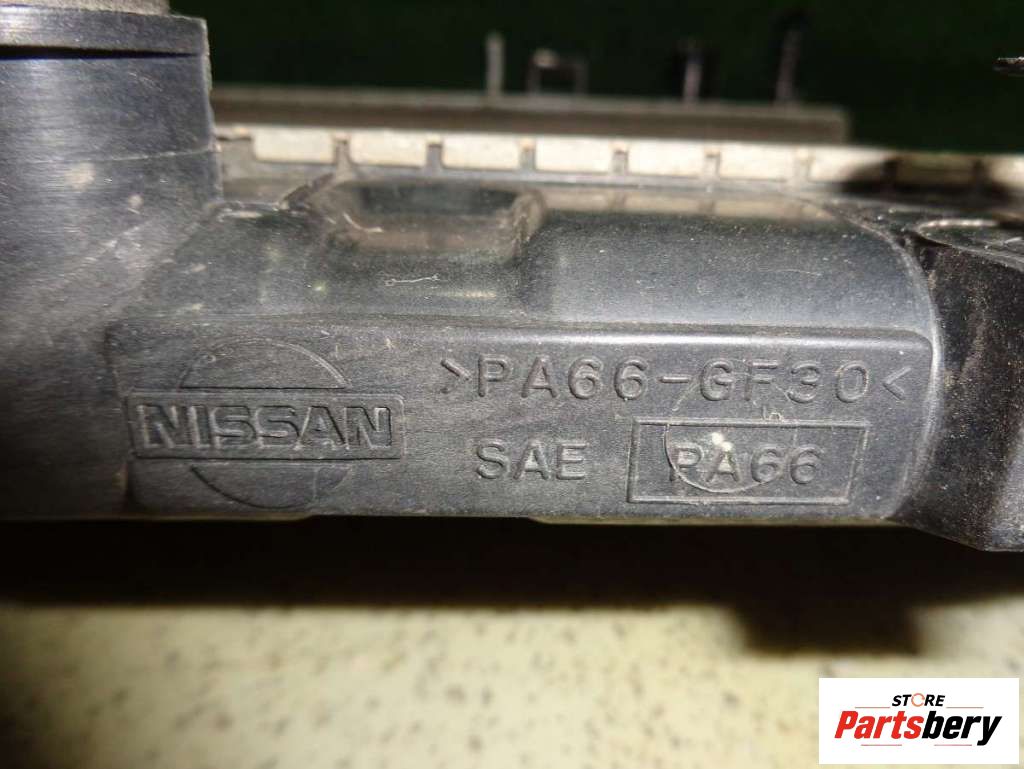 >PA66-GF30<
NISSAN
SAE PA66
STORE
Partsbery